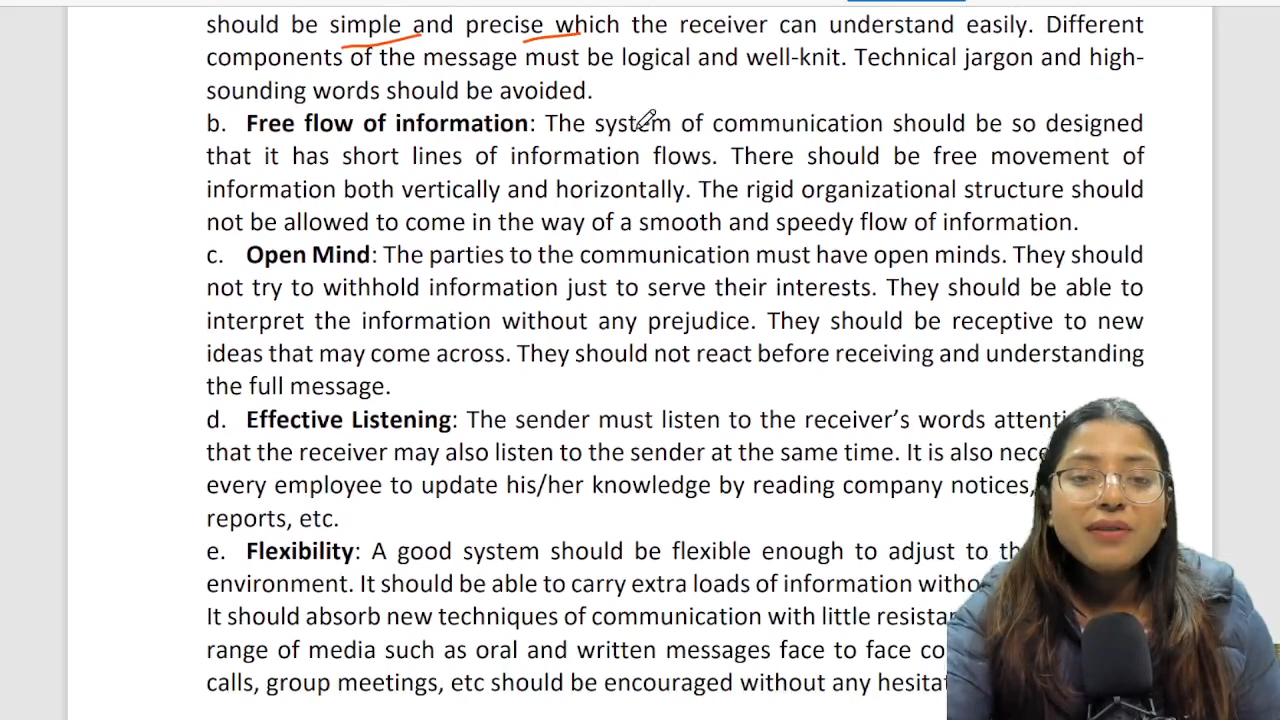 should be simple and precise which the receiver can understand easily. Different
components of the message must be logical and well-knit. Technical jargon and high-
sounding words should be avoided.
b. Free flow of information: The system of communication should be so designed
that it has short lines of information flows. There should be free movement of
information both vertically and horizontally. The rigid organizational structure should
not be allowed to come in the way of a smooth and speedy flow of information.
c. Open Mind: The parties to the communication must have open minds. They should
not try to withhold information just to serve their interests. They should be able to
interpret the information without any prejudice. They should be receptive to new
ideas that may come across. They should not react before receiving and understanding
the full message.
d. Effective Listening: The sender must listen to the receiver's words
that the receiver may also listen to the sender at the same time. It is also
every employee to update his/her knowledge by reading company notices,
reports, etc.
e. Flexibility: A good system should be flexible enough to adjust to
environment. It should be able to carry extra loads of information
It should absorb new techniques of communication with little
range of media such as oral and written messages face to face
calls, group meetings, etc should be encouraged without any